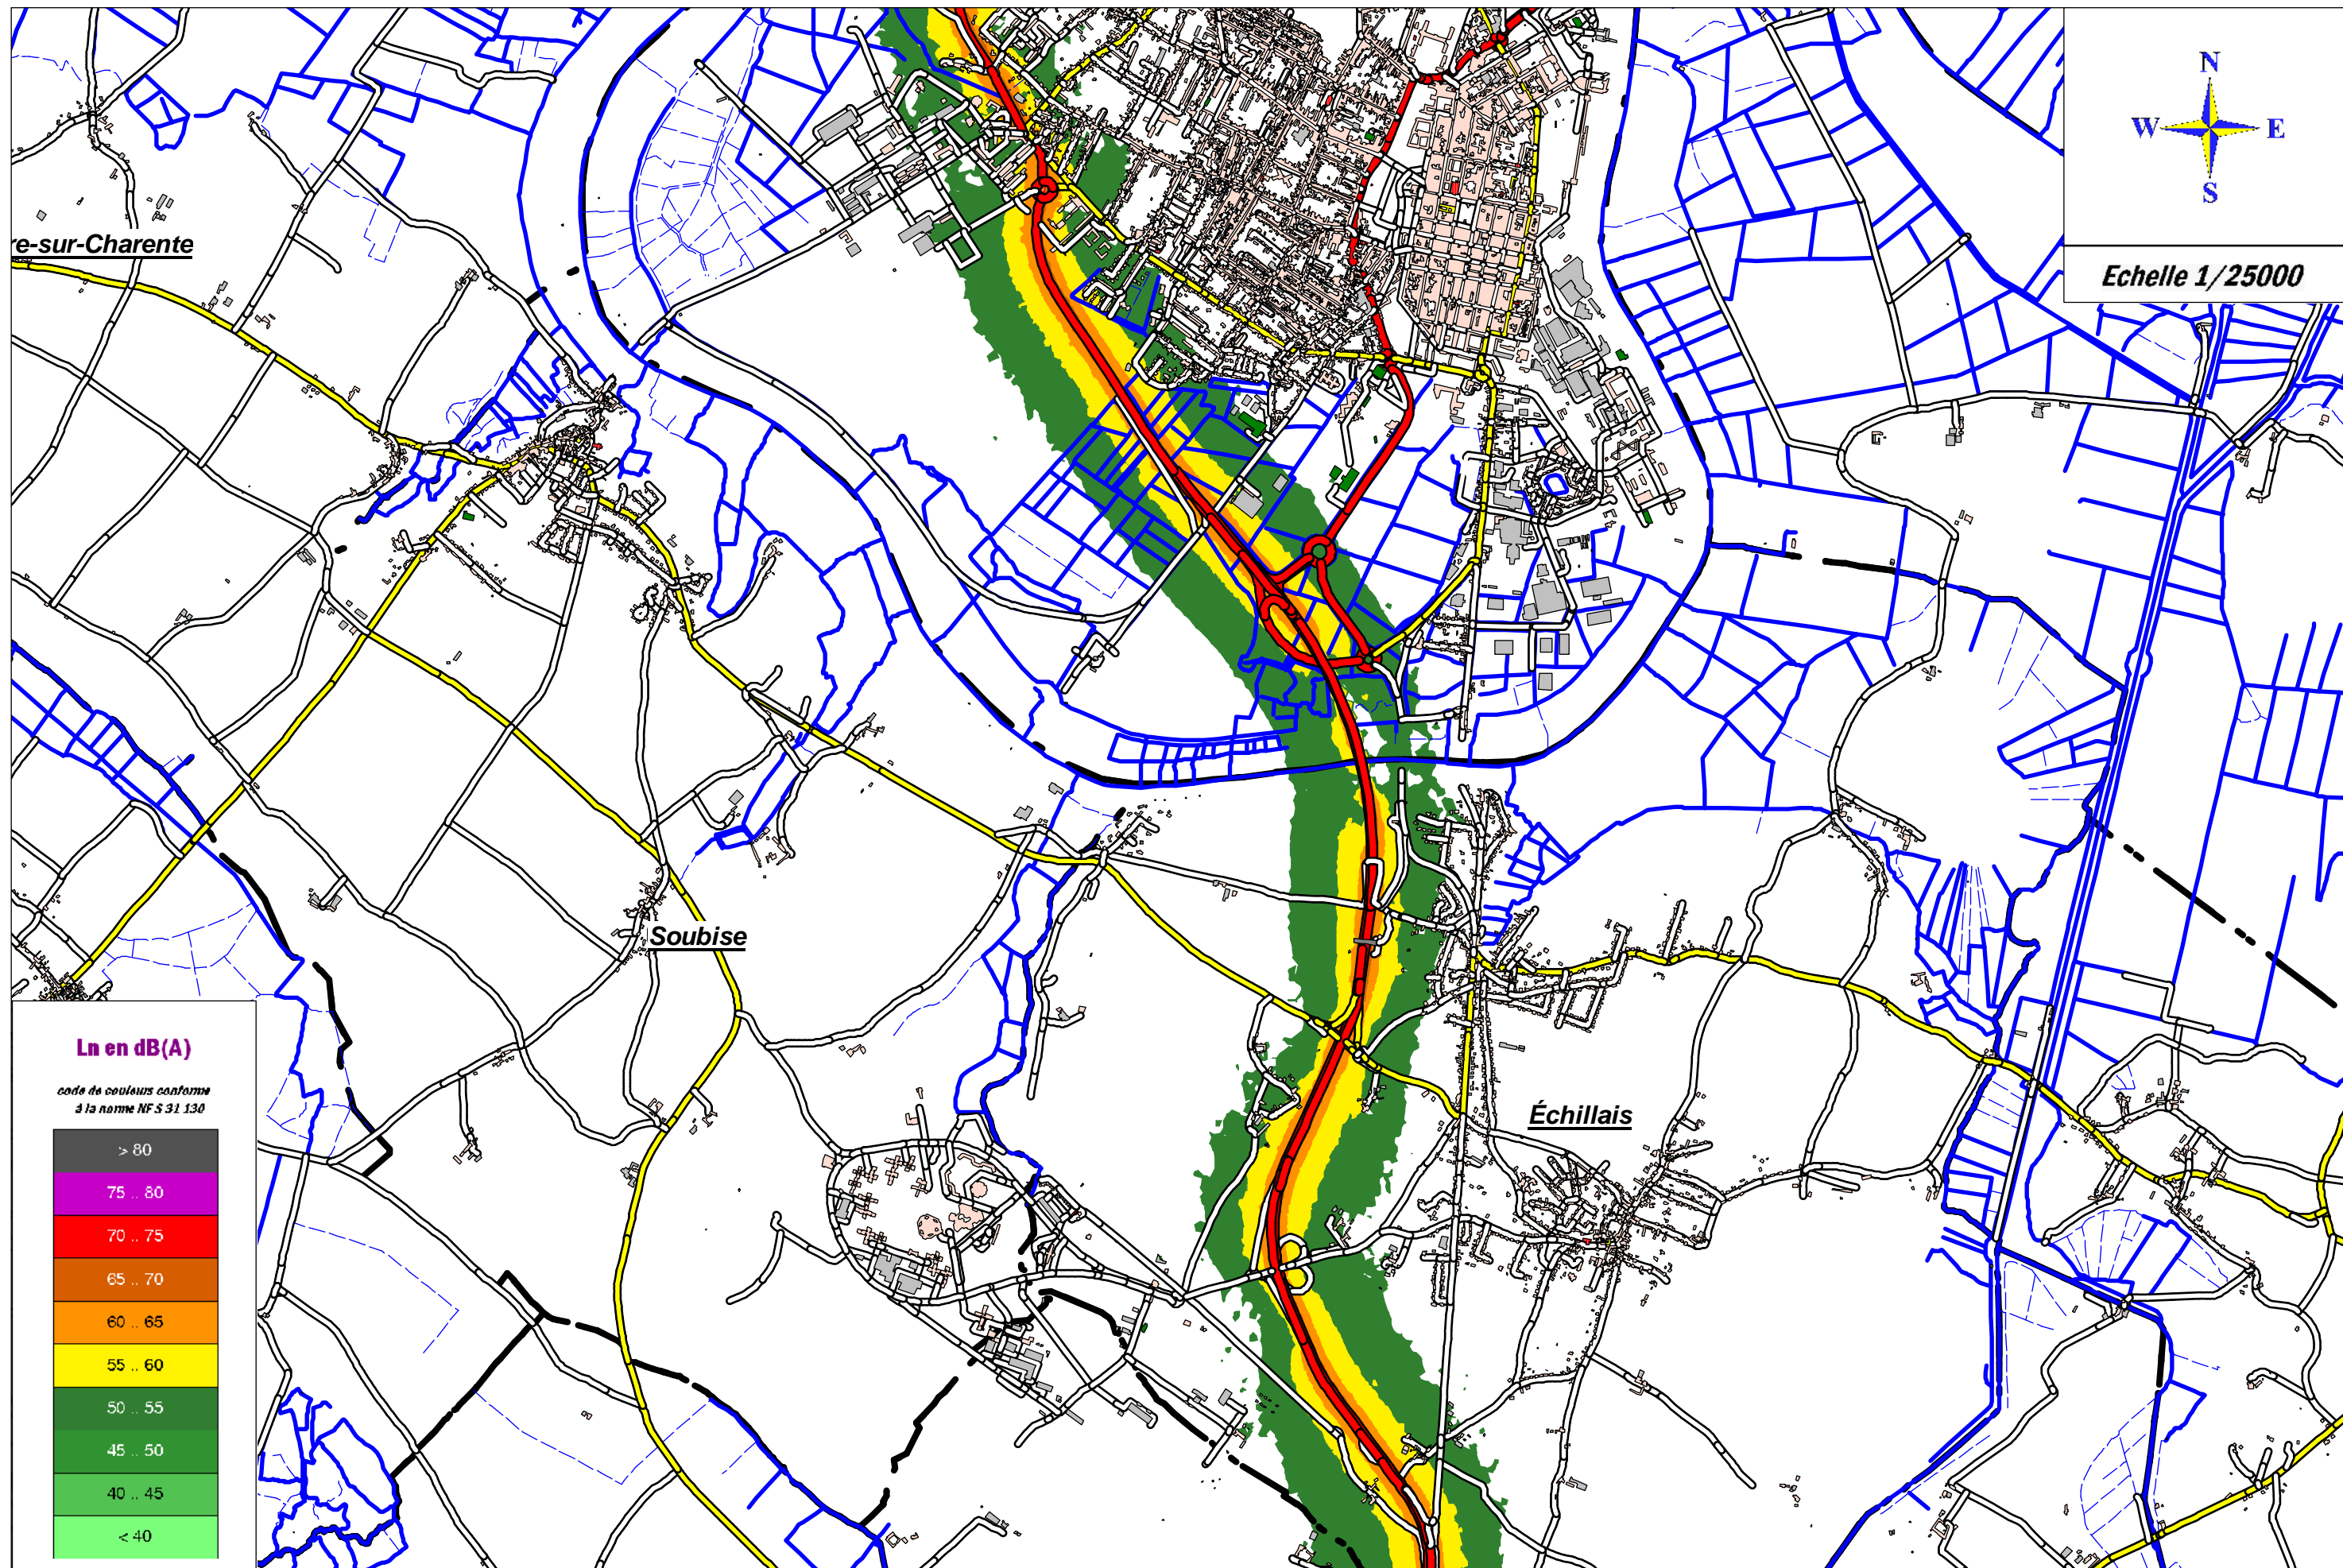 N
W E
S
re-sur-Charente
Echelle 1/25000
Soubise
Ln en dB(A)
code de couleurs conforme
à la norme NF S 31 130
Échillais
> 80
75 .. 80
70 .. 75
65 .. 70
60 .. 65
55 .. 60
50 .. 55
45 .. 50
40 .. 45
< 40